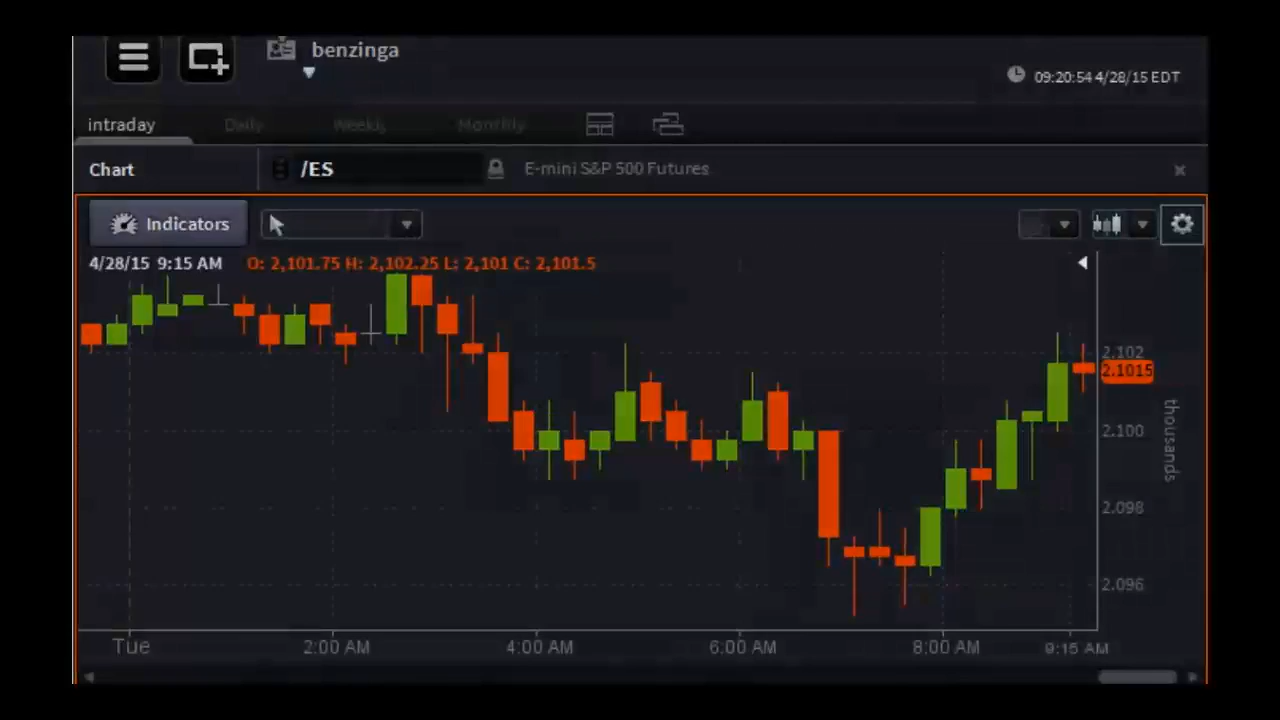 benzinga
09:20:54 4/28/15 EDT
intraday Daily Weekly Monthly
Chart /ES E-mini S&P 500 Futures
Indicators
4/28/15 9:15 AM O: 2,101.75 H: 2,102.25 L: 2,101 C: 2,101.5
2.102
2.1015
2.100
thousands
2.098
2.096
Tue 2:00 AM 4:00 AM 6:00 AM 8:00 AM 9:15 AM